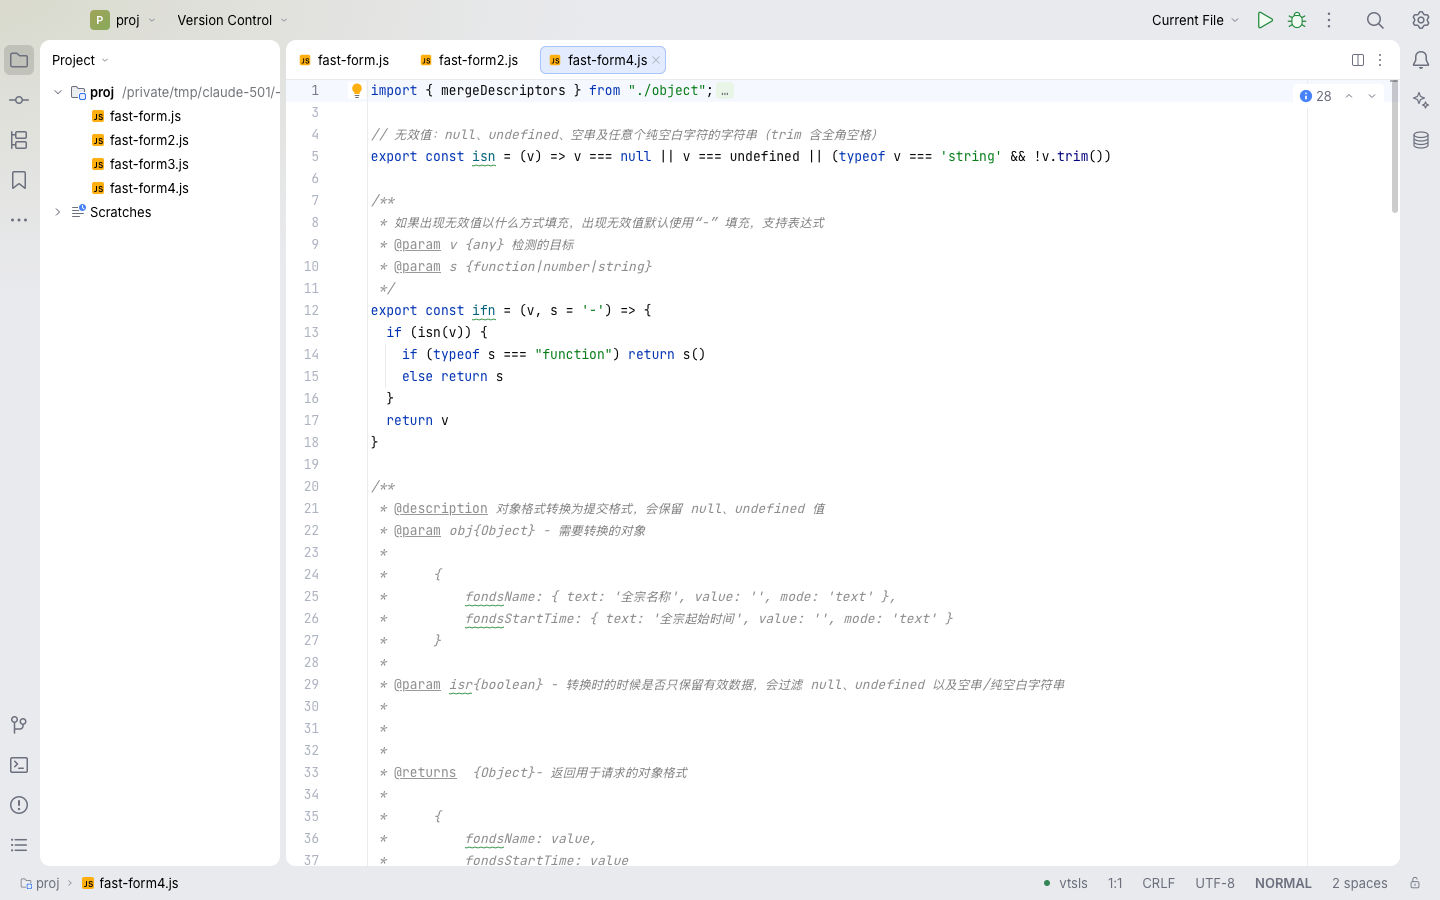 P proj Version Control Current File
Project
proj /private/tmp/claude-501/-
fast-form.js
fast-form2.js
fast-form3.js
fast-form4.js
Scratches
fast-form.js fast-form2.js fast-form4.js
28
1 import { mergeDescriptors } from "./object"; …
3
4 // 无效值: null、undefined、空串及任意个纯空白字符的字符串 (trim 含全角空格)
5 export const isn = (v) => v === null || v === undefined || (typeof v === 'string' && !v.trim())
6
7 /**
8 * 如果出现无效值以什么方式填充, 出现无效值默认使用“-” 填充, 支持表达式
9 * @param v {any} 检测的目标
10 * @param s {function|number|string}
11 */
12 export const ifn = (v, s = '-') => {
13 if (isn(v)) {
14 if (typeof s === "function") return s()
15 else return s
16 }
17 return v
18 }
19
20 /**
21 * @description 对象格式转换为提交格式, 会保留 null、undefined 值
22 * @param obj{Object} - 需要转换的对象
23 *
24 * {
25 * fondsName: { text: '全宗名称', value: '', mode: 'text' },
26 * fondsStartTime: { text: '全宗起始时间', value: '', mode: 'text' }
27 * }
28 *
29 * @param isr{boolean} - 转换时的时候是否只保留有效数据, 会过滤 null、undefined 以及空串/纯空白字符串
30 *
31 *
32 *
33 * @returns {Object}- 返回用于请求的对象格式
34 *
35 * {
36 * fondsName: value,
37 * fondsStartTime: value
proj fast-form4.js vtsls 1:1 CRLF UTF-8 NORMAL 2 spaces